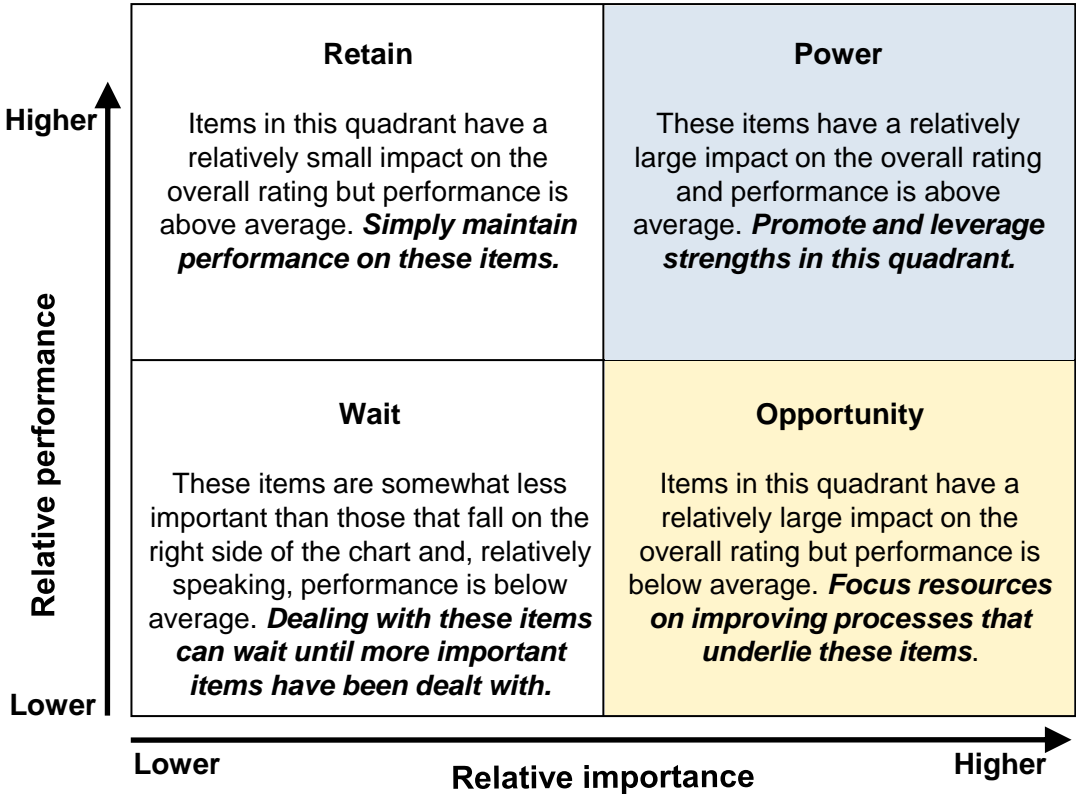 Retain
Items in this quadrant have a
relatively small impact on the
overall rating but performance is
above average. Simply maintain
performance on these items.
Power
These items have a relatively
large impact on the overall rating
and performance is above
average. Promote and leverage
strengths in this quadrant.
Wait
These items are somewhat less
important than those that fall on the
right side of the chart and, relatively
speaking, performance is below
average. Dealing with these items
can wait until more important
items have been dealt with.
Opportunity
Items in this quadrant have a
relatively large impact on the
overall rating but performance is
below average. Focus resources
on improving processes that
underlie these items.
Higher
Relative performance
Lower
Lower
Relative importance
Higher